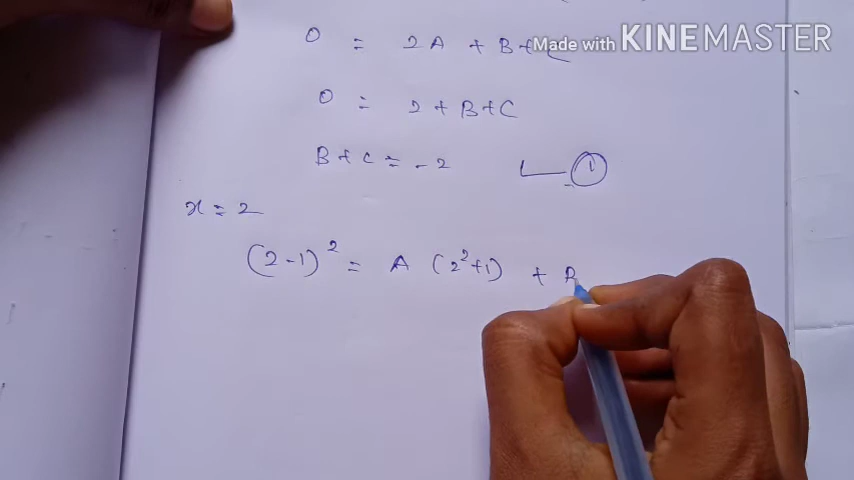 0 = 2A + B + C
Made with KINEMASTER
0 = 2 + B + C
B + C = -2 ①
x = 2
(2-1)² = A (2²+1) + B